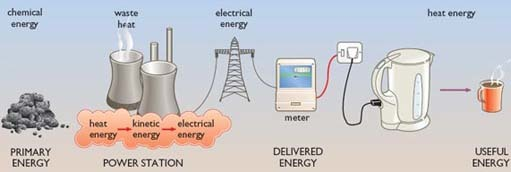 chemical
energy
waste
heat
electrical
energy
heat energy
heat
energy
kinetic
energy
electrical
energy
meter
PRIMARY
ENERGY
POWER STATION
DELIVERED
ENERGY
USEFUL
ENERGY